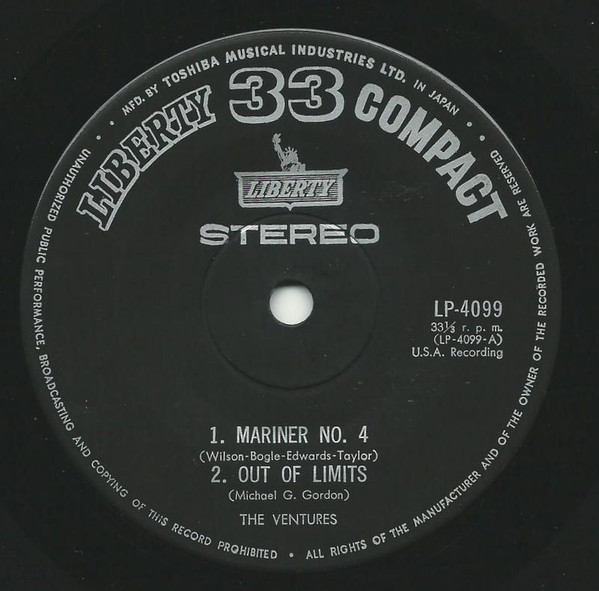 MFD. BY TOSHIBA MUSICAL INDUSTRIES LTD. IN JAPAN
LIBERTY 33 COMPACT
LIBERTY
STEREO
LP-4099
33⅓ r. p. m.
(LP-4099-A)
U.S.A. Recording
1. MARINER NO. 4
(Wilson-Bogle-Edwards-Taylor)
2. OUT OF LIMITS
(Michael G. Gordon)
THE VENTURES
UNAUTHORIZED PUBLIC PERFORMANCE, BROADCASTING AND COPYING OF THIS RECORD PROHIBITED • ALL RIGHTS OF THE MANUFACTURER AND OF THE OWNER OF THE RECORDED WORK ARE RESERVED